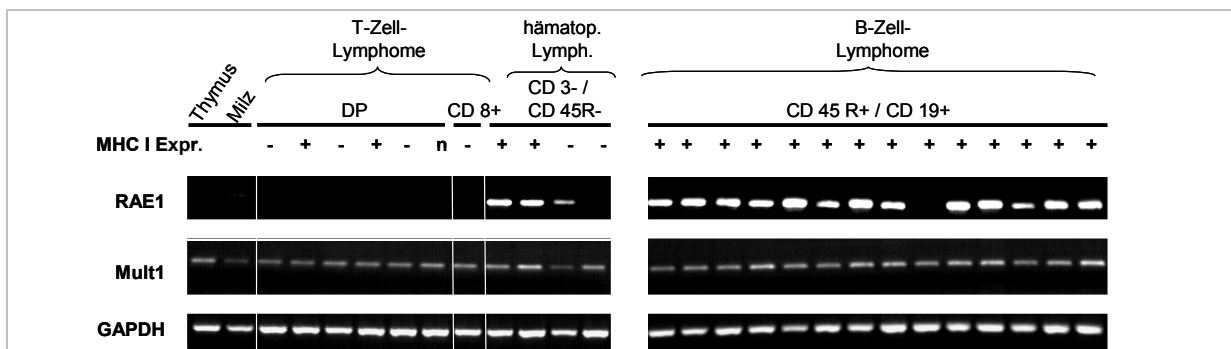 T-Zell-
Lymphome
hämatop.
Lymph.
B-Zell-
Lymphome
Thymus
Milz
DP
CD 8+
CD 3- /
CD 45R-
CD 45 R+ / CD 19+
MHC I Expr.
- + - + - n - + + - - + + + + + + + + + + + + + +
RAE1
Mult1
GAPDH